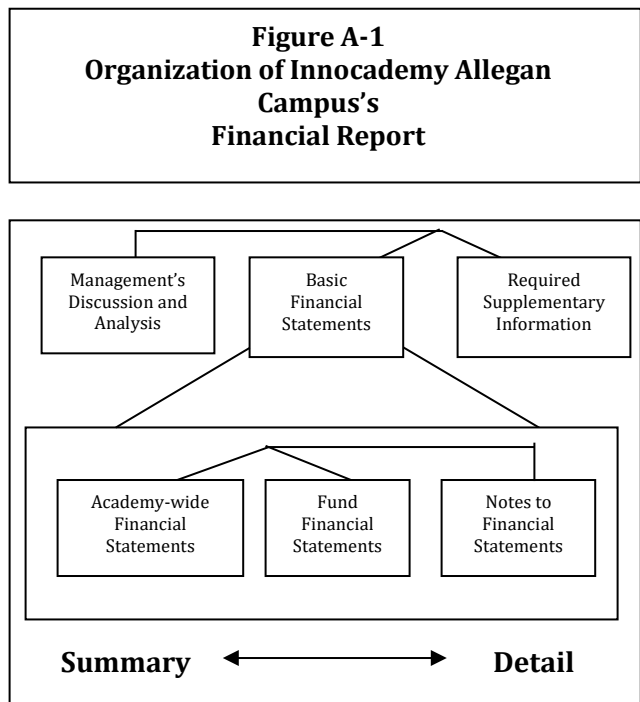 Figure A-1
Organization of Innocademy Allegan
Campus's
Financial Report
Management's
Discussion and
Analysis
Basic
Financial
Statements
Required
Supplementary
Information
Academy-wide
Financial
Statements
Fund
Financial
Statements
Notes to
Financial
Statements
Summary
Detail